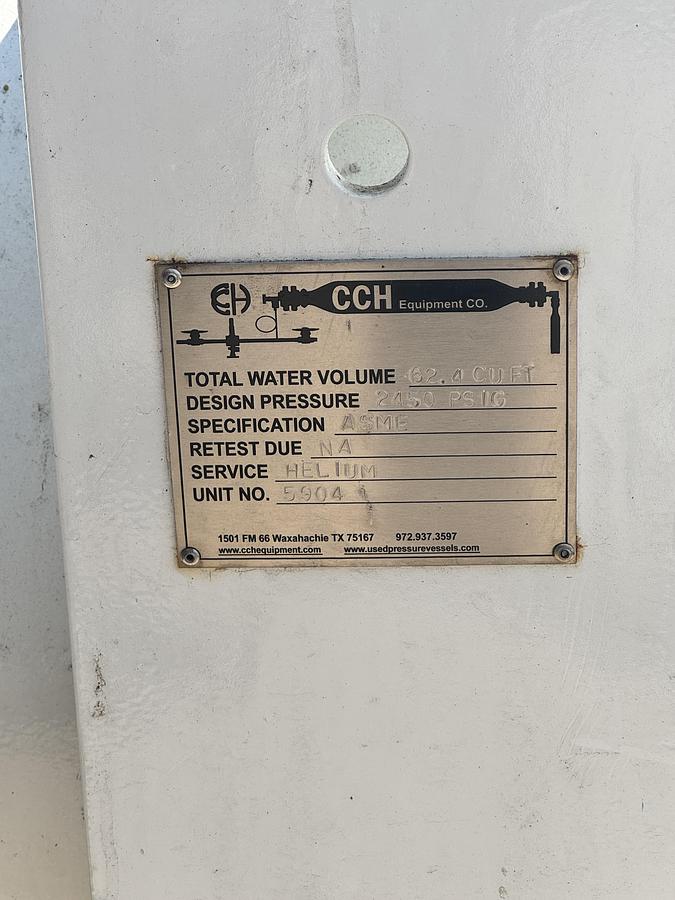 CH
CCH Equipment CO.
TOTAL WATER VOLUME 62.4 CU FT
DESIGN PRESSURE 2450 PSIG
SPECIFICATION ASME
RETEST DUE NA
SERVICE HELIUM
UNIT NO. 5904
1501 FM 66 Waxahachie TX 75167 972.937.3597
www.cchequipment.com www.usedpressurevessels.com